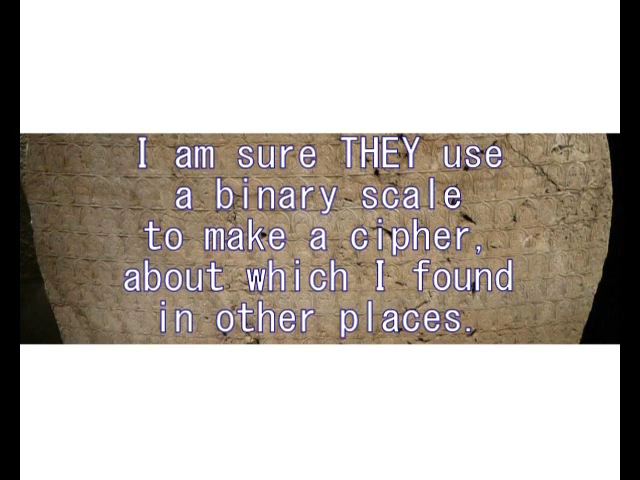 I am sure THEY use
a binary scale
to make a cipher,
about which I found
in other places.